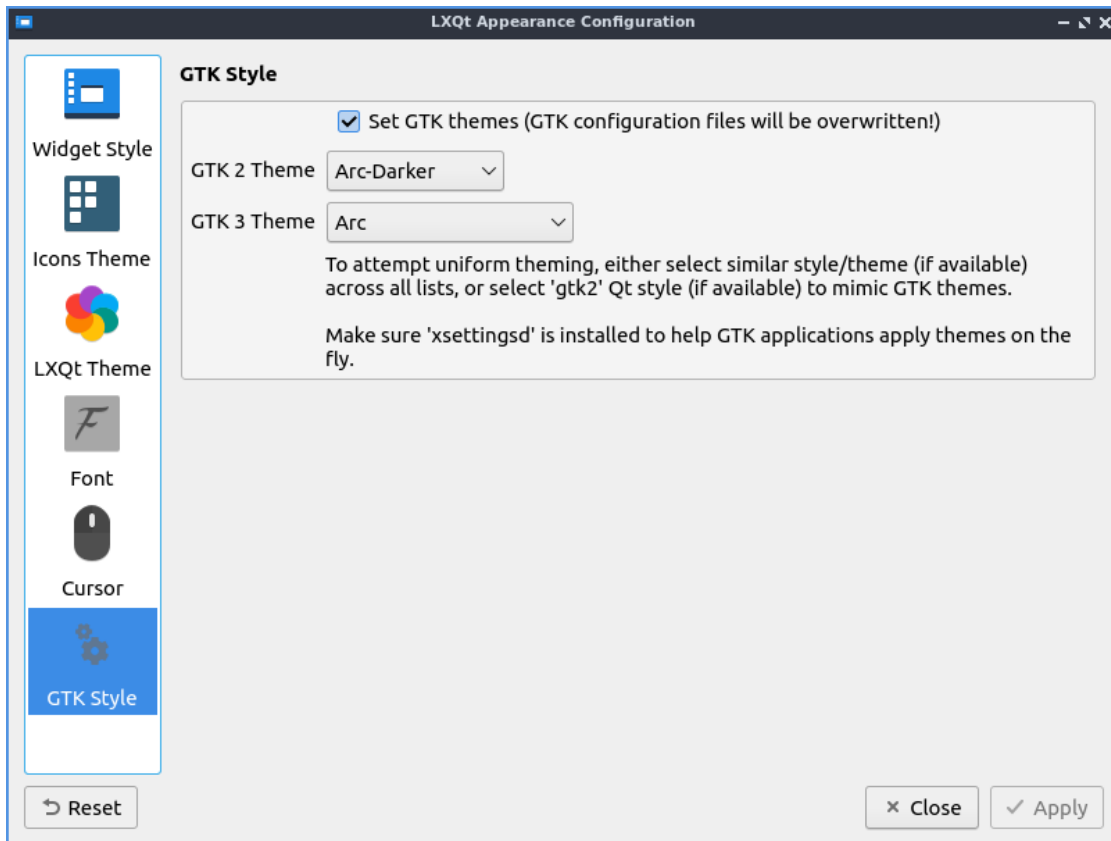 LXQt Appearance Configuration
Widget Style
Icons Theme
LXQt Theme
Font
Cursor
GTK Style
GTK Style
Set GTK themes (GTK configuration files will be overwritten!)
GTK 2 Theme Arc-Darker
GTK 3 Theme Arc
To attempt uniform theming, either select similar style/theme (if available)
across all lists, or select 'gtk2' Qt style (if available) to mimic GTK themes.
Make sure 'xsettingsd' is installed to help GTK applications apply themes on the
fly.
Reset
Close
Apply